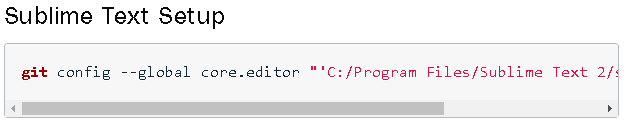 Sublime Text Setup
git config --global core.editor "'C:/Program Files/Sublime Text 2/s